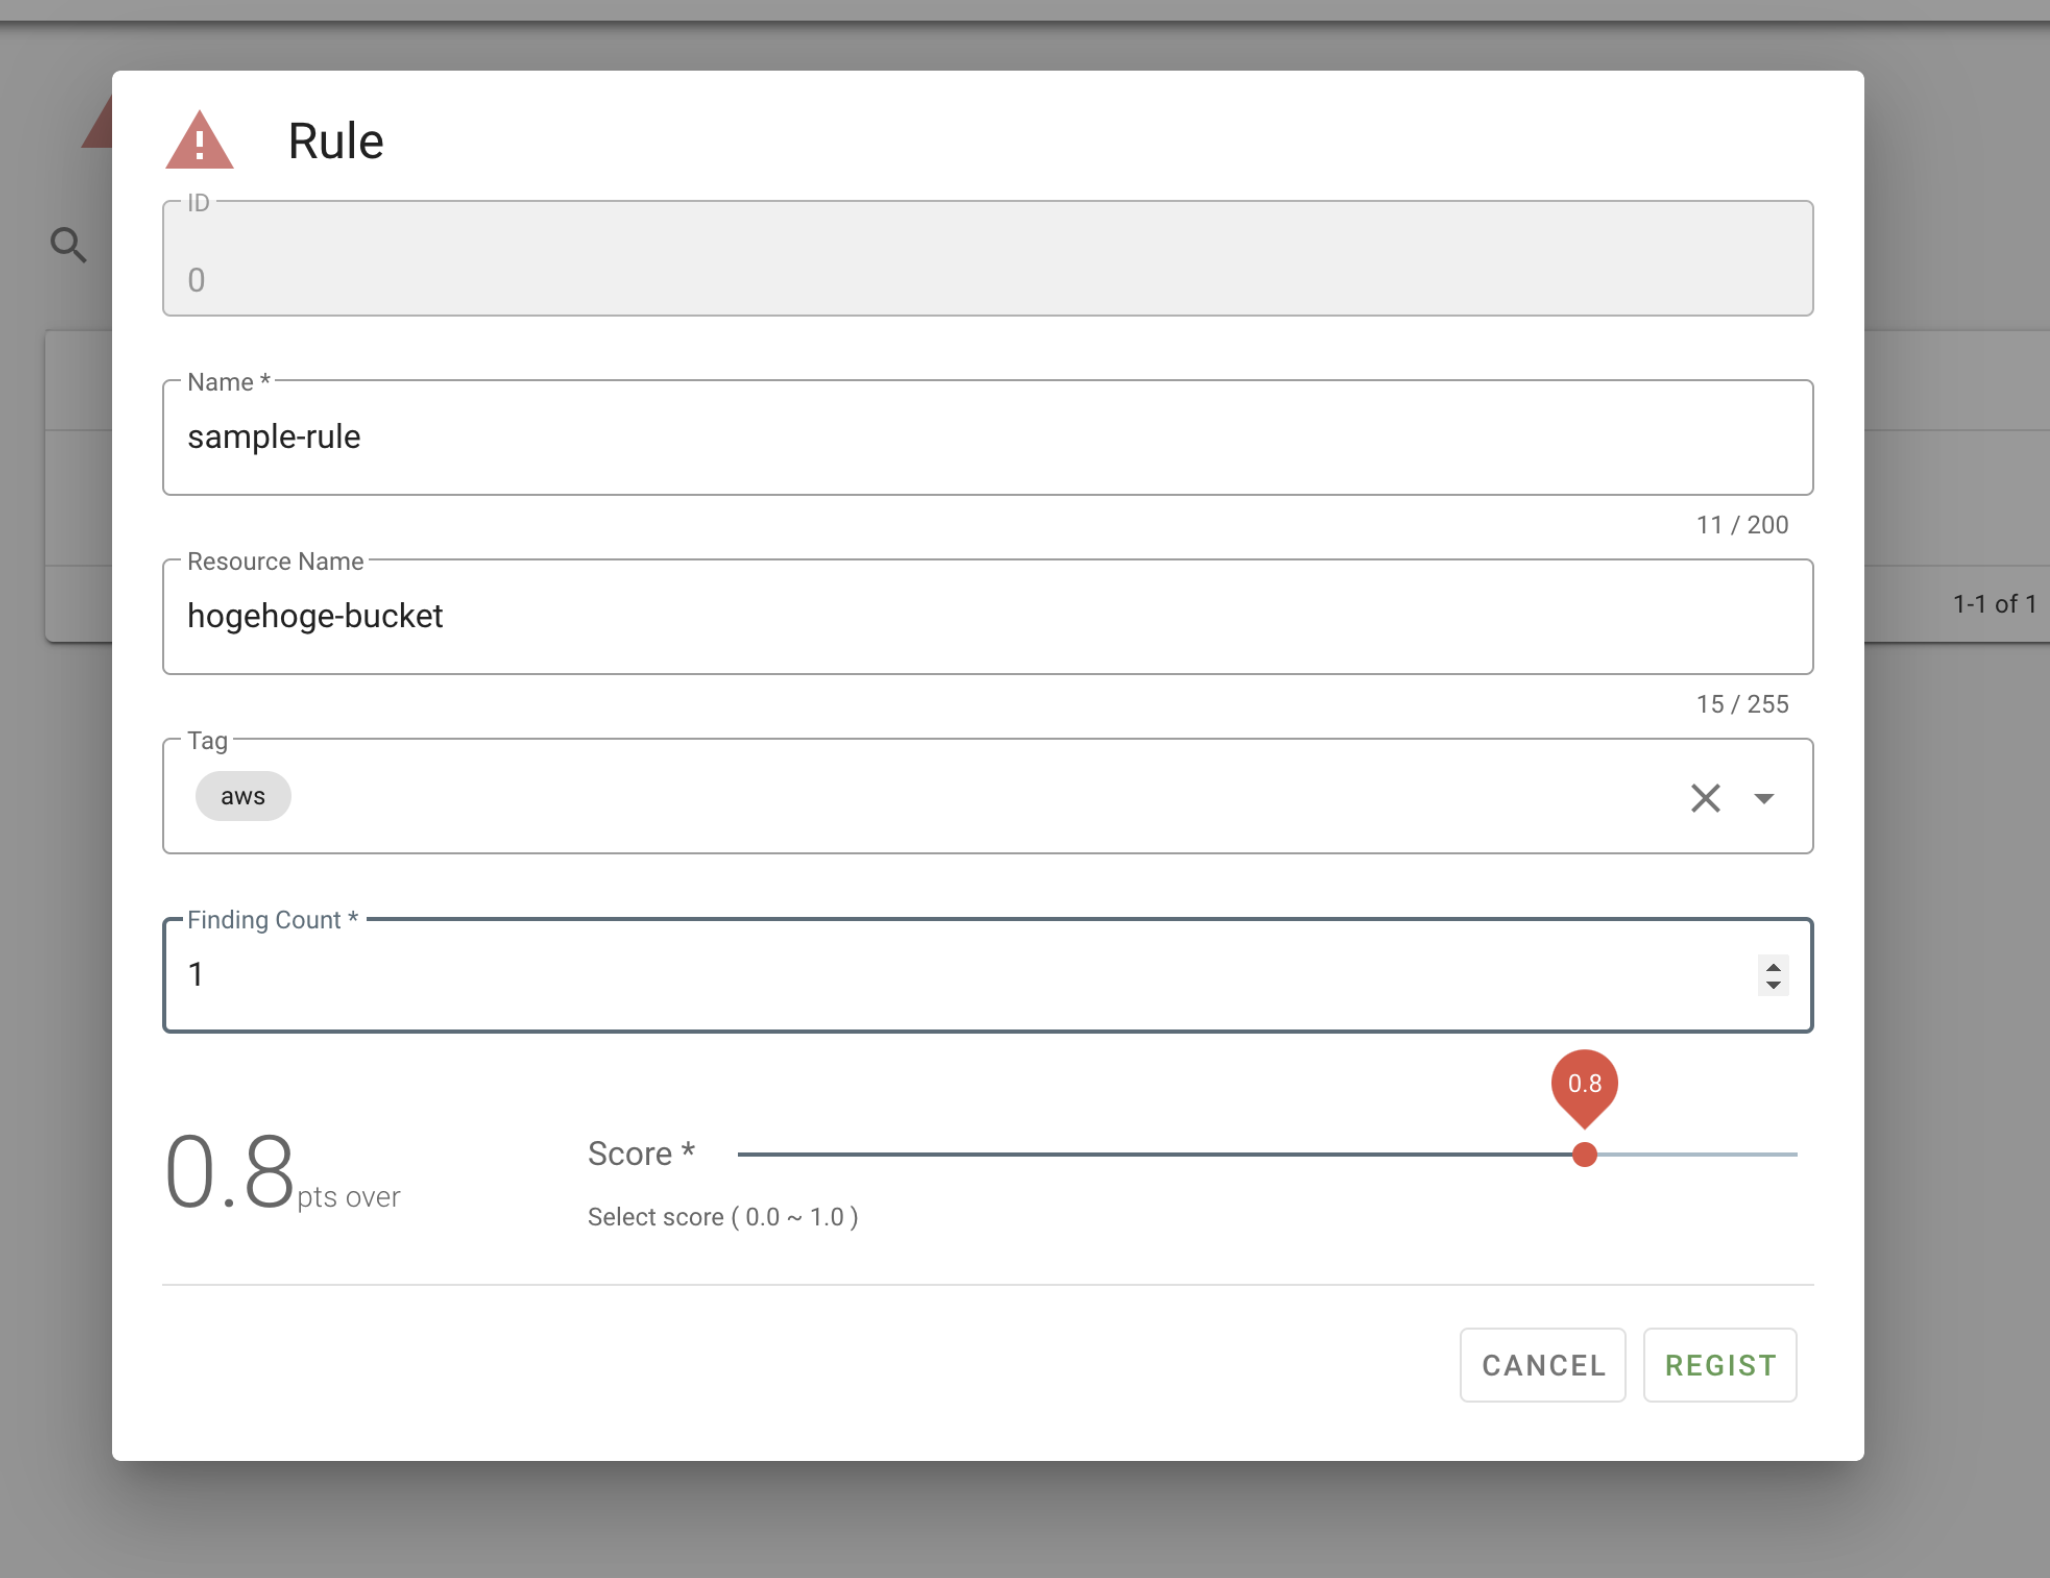 Rule
ID
0
Name *
sample-rule
11 / 200
Resource Name
hogehoge-bucket
15 / 255
1-1 of 1
Tag
aws
Finding Count *
1
0.8
0.8 pts over
Score *
Select score ( 0.0 ~ 1.0 )
CANCEL
REGIST